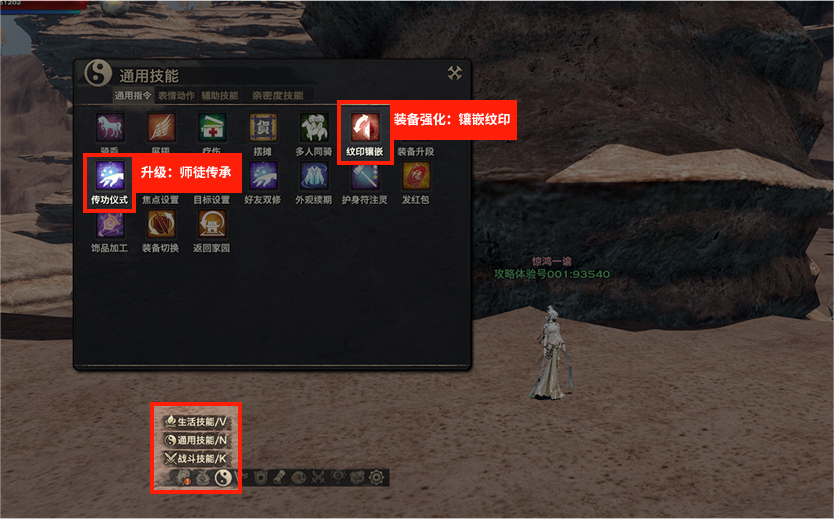 通用技能
通用指令 表情动作 辅助技能 亲密度技能
装备强化：镶嵌纹印
疗伤 摆摊 多人同骑 纹印镶嵌 装备升段
升级：师徒传承
传功仪式 焦点设置 目标设置 好友双修 外观续期 护身符注灵 发红包
饰品加工 装备切换 返回家园
惊鸿一谕
攻略体验号001:93540
生活技能/V
通用技能/N
战斗技能/K